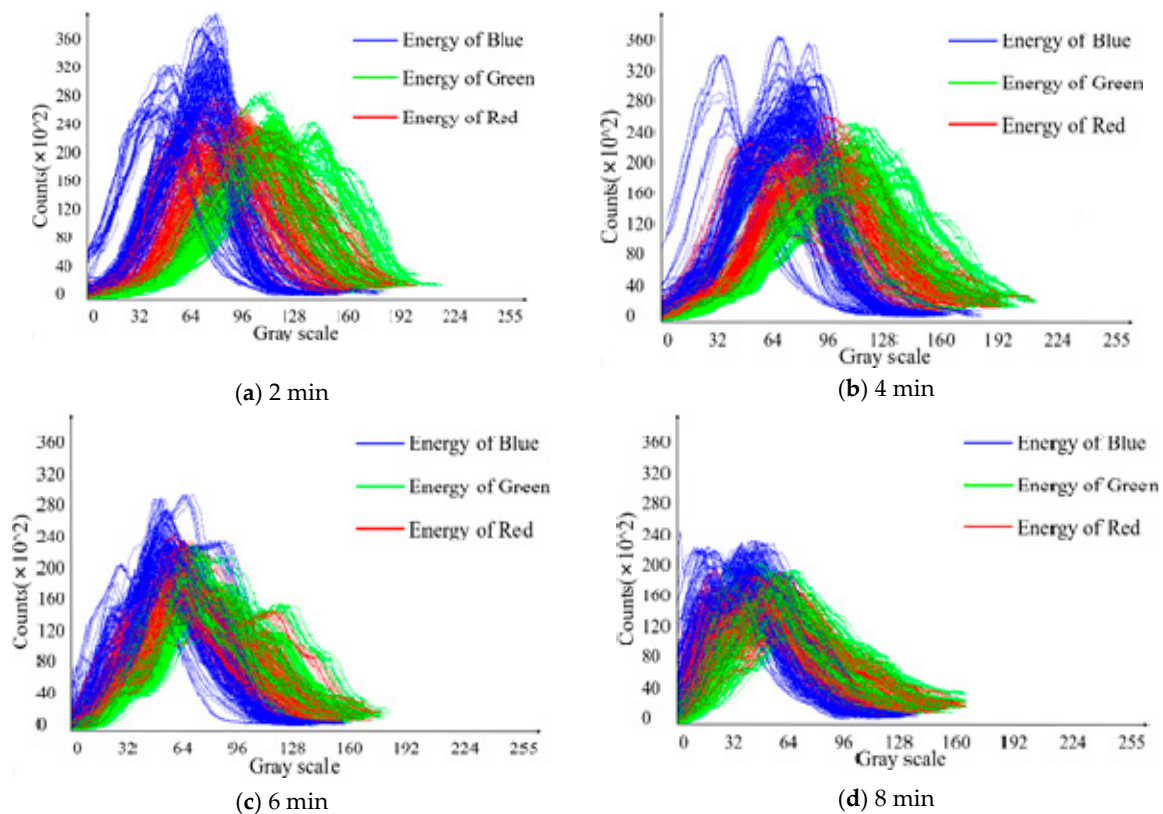 360
320
280
240
200
160
120
80
40
0
Counts(×10^2)
Energy of Blue
Energy of Green
Energy of Red
0 32 64 96 128 160 192 224 255
Gray scale
(a) 2 min
360
320
280
240
200
160
120
80
40
0
Counts(×10^2)
Energy of Blue
Energy of Green
Energy of Red
0 32 64 96 128 192 224 255
Gray scale
(b) 4 min
360
320
280
240
200
160
120
80
40
0
Counts(×10^2)
Energy of Blue
Energy of Green
Energy of Red
0 32 64 96 128 160 192 224 255
Gray scale
(c) 6 min
360
320
280
240
200
160
120
80
40
0
Counts(×10^2)
Energy of Blue
Energy of Green
Energy of Red
0 32 64 96 128 160 192 224 255
Gray scale
(d) 8 min